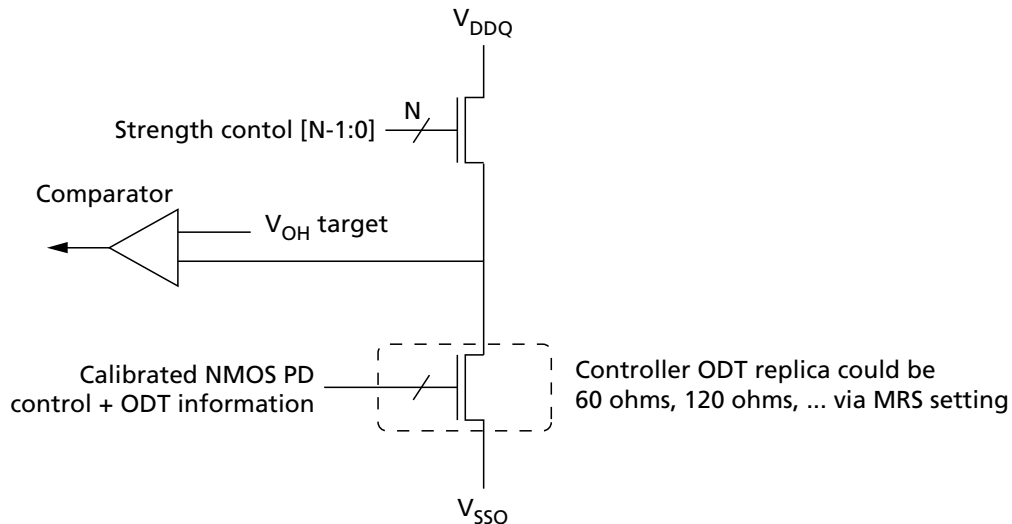 VDDQ
N
Strength contol [N-1:0]
Comparator
VOH target
Calibrated NMOS PD
control + ODT information
Controller ODT replica could be
60 ohms, 120 ohms, ... via MRS setting
VSSQ